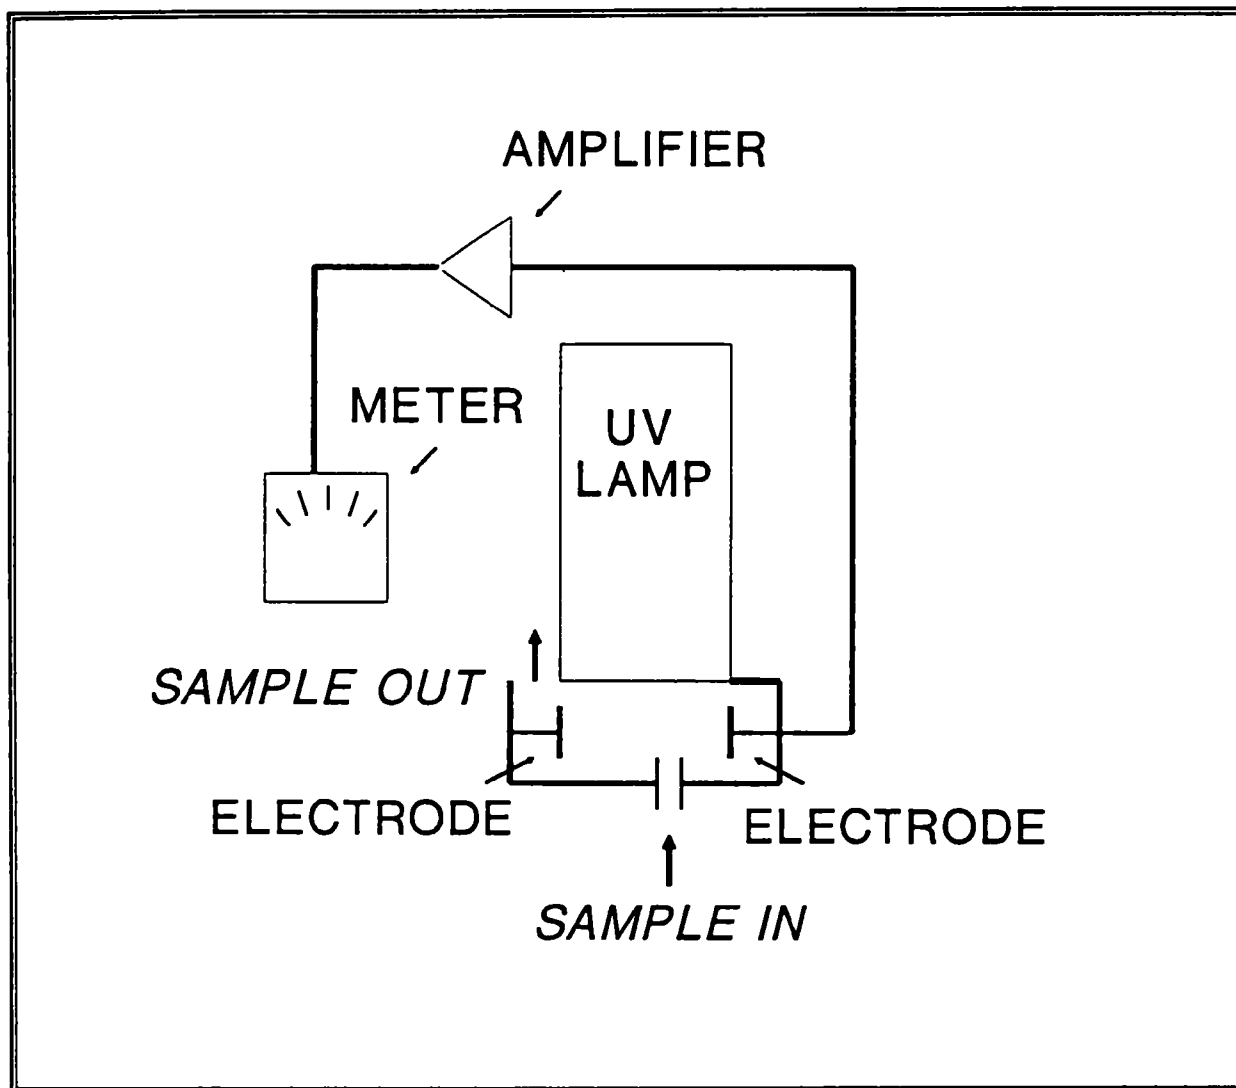 AMPLIFIER
METER
UV
LAMP
SAMPLE OUT
ELECTRODE
ELECTRODE
SAMPLE IN